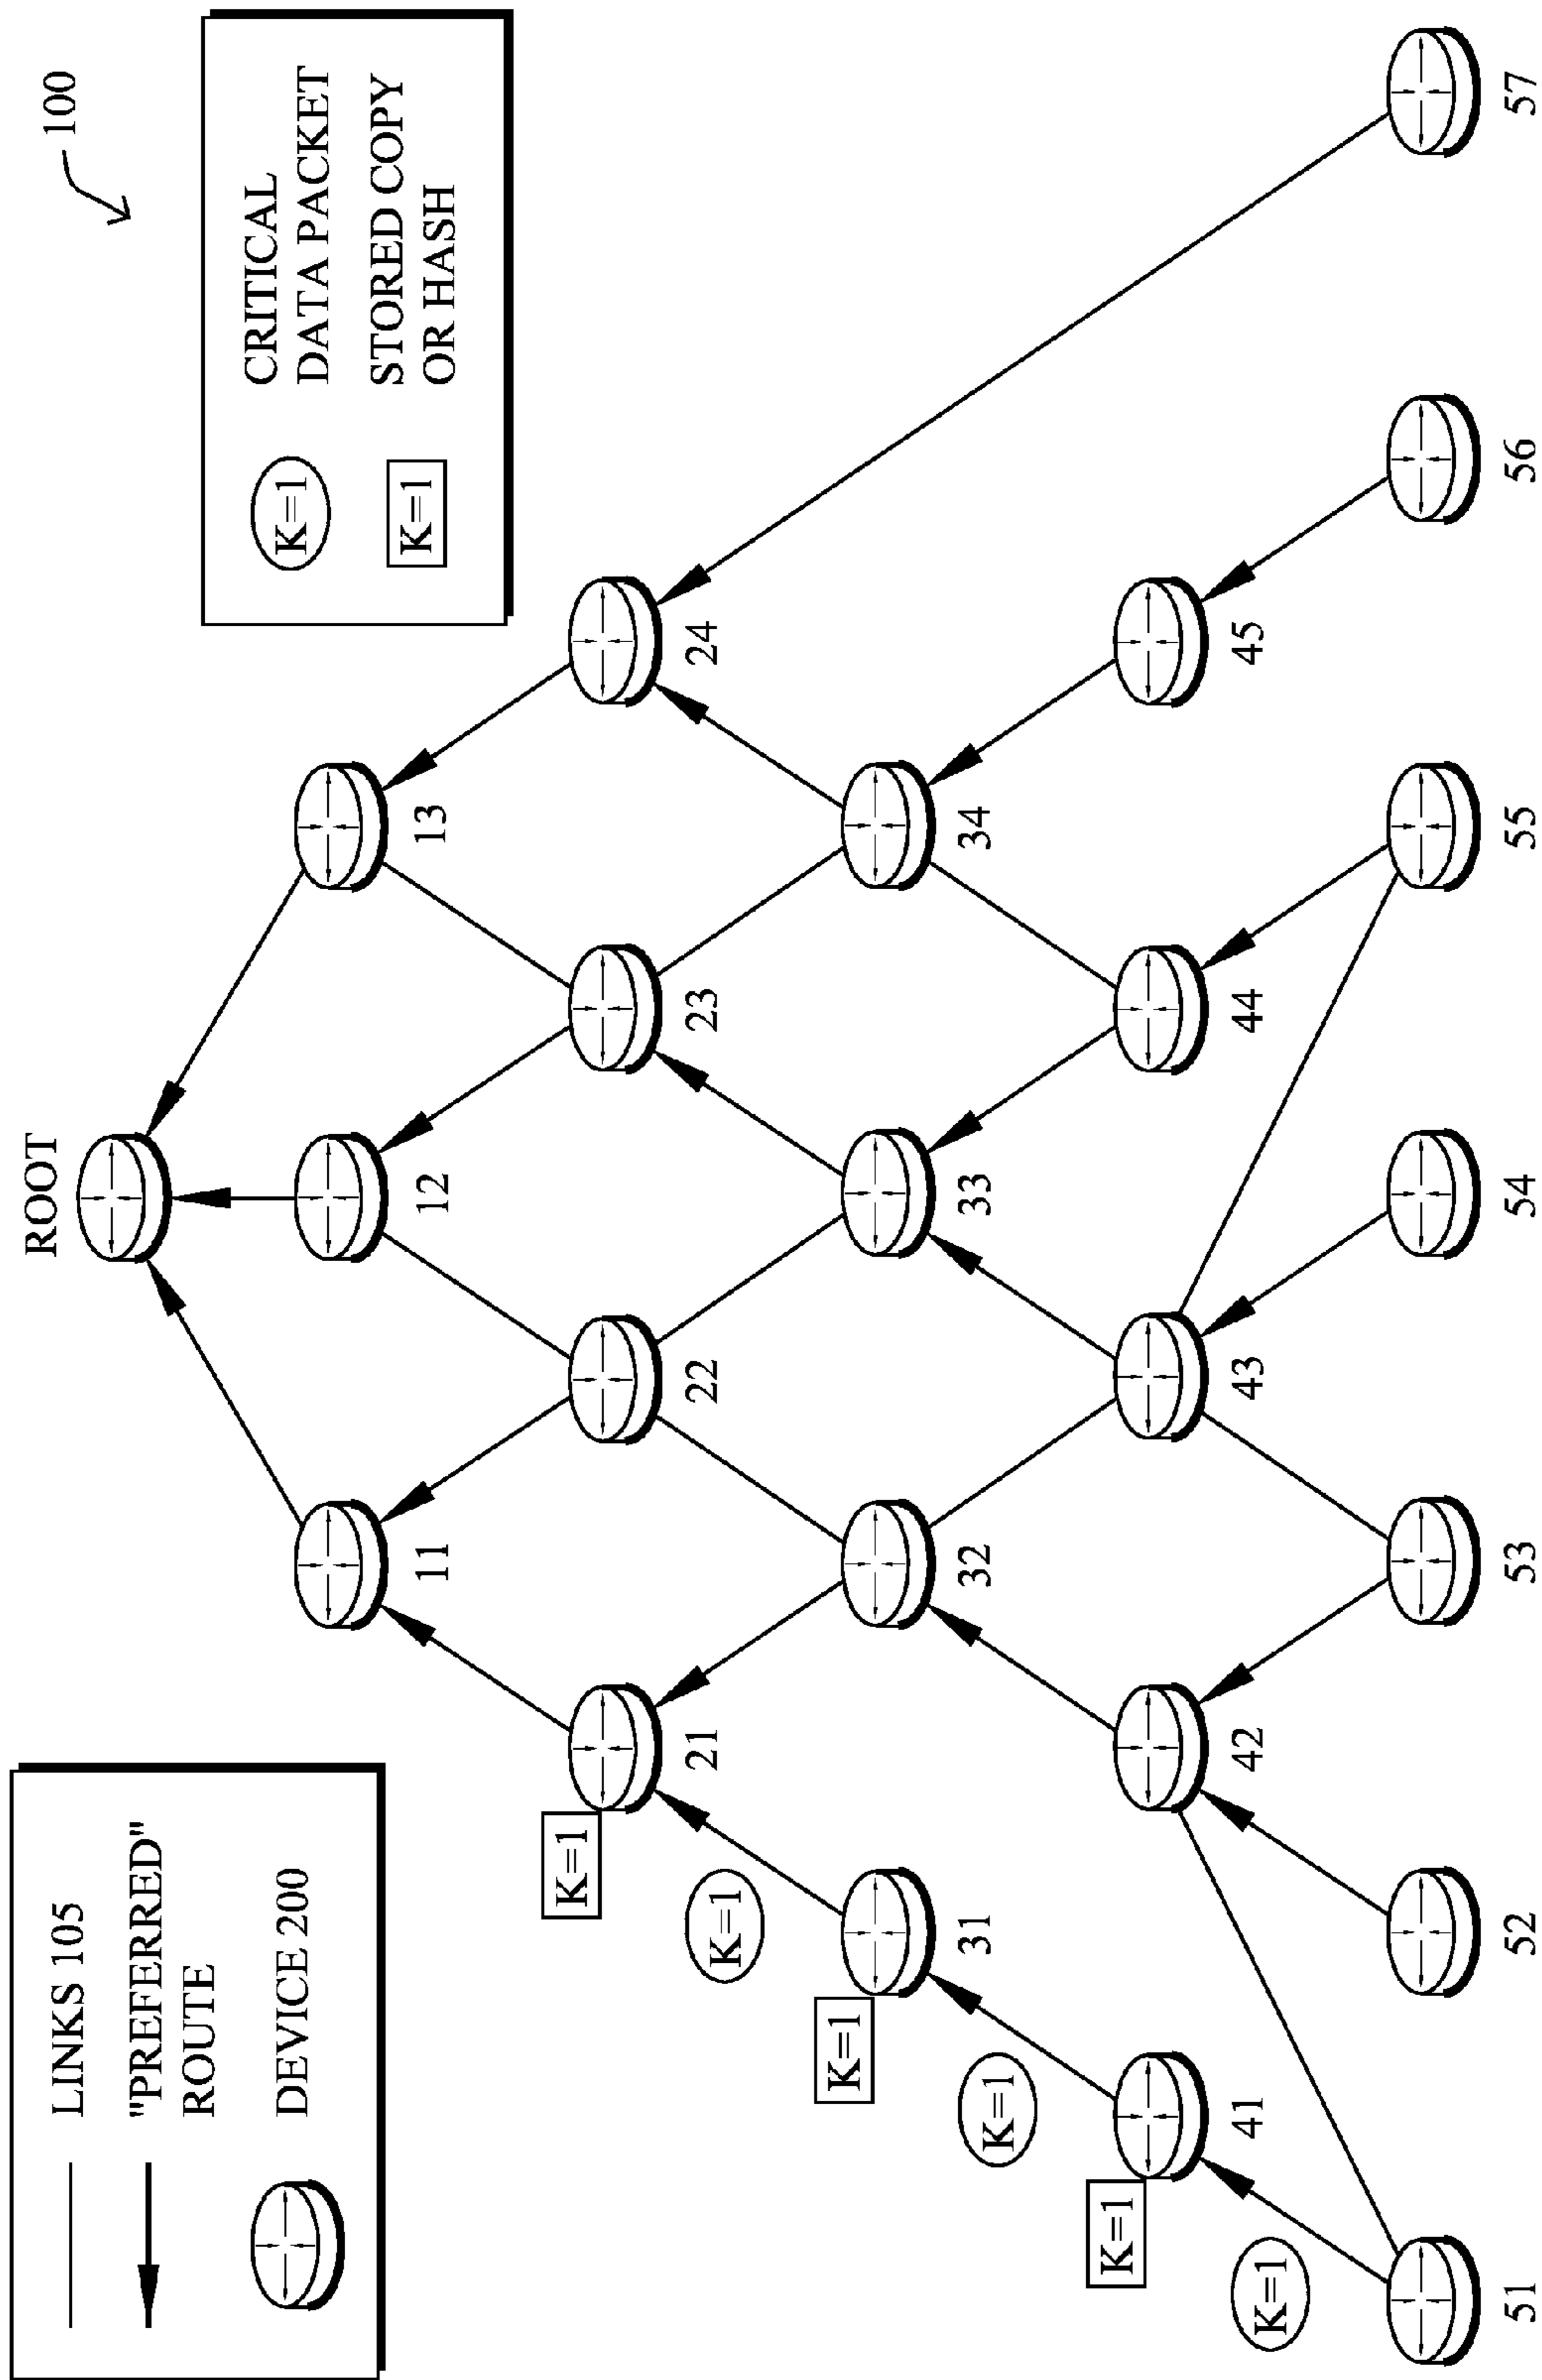 LINKS 105
"PREFERRED"
ROUTE
DEVICE 200
ROOT
100
K=1
CRITICAL
DATA PACKET
K=1
STORED COPY
OR HASH
11
12
13
K=1
21
22
23
24
K=1
K=1
31
32
33
34
K=1
K=1
41
42
43
44
45
K=1
51
52
53
54
55
56
57